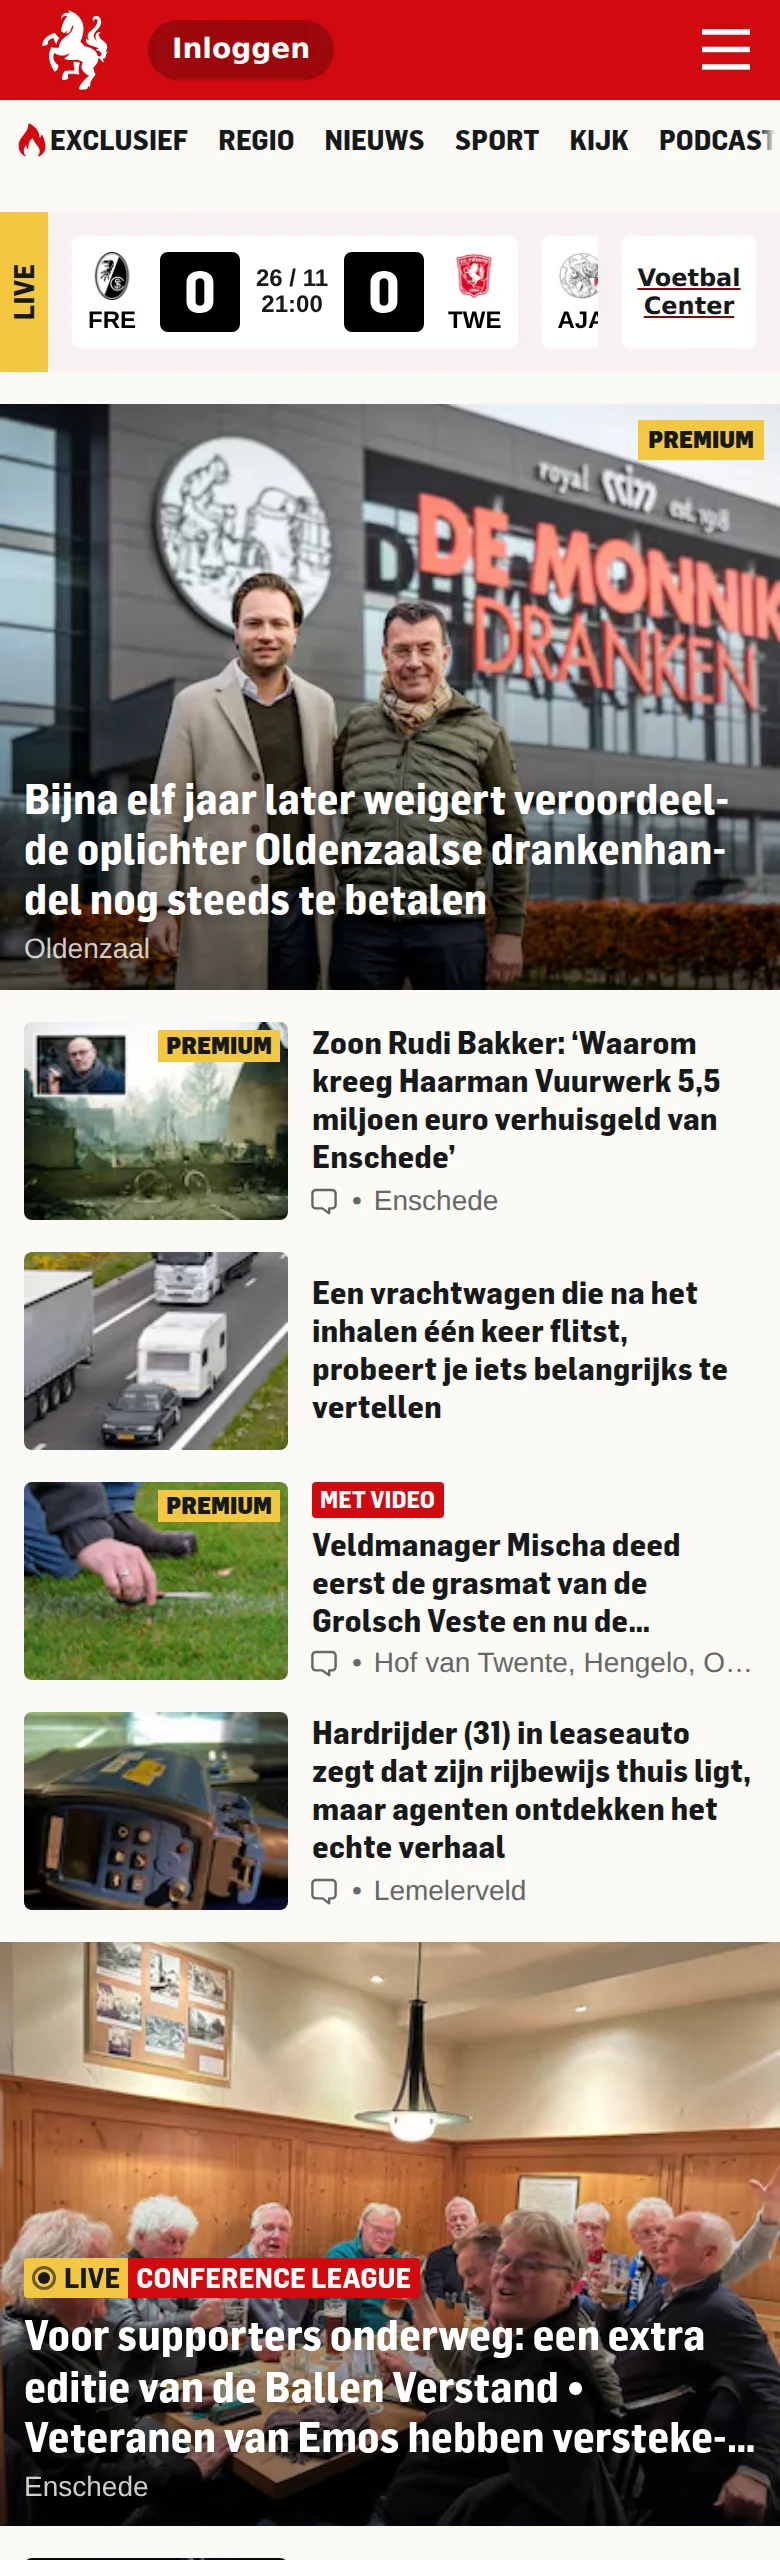 Inloggen
EXCLUSIEF REGIO NIEUWS SPORT KIJK PODCAST
LIVE
FRE
0
26 / 11
21:00
0
TWE
AJA
Voetbal
Center
PREMIUM
royal
est. 1918
DE MONNIK
DRANKEN
Bijna elf jaar later weigert veroordeel-
de oplichter Oldenzaalse drankenhan-
del nog steeds te betalen
Oldenzaal
PREMIUM
Zoon Rudi Bakker: ‘Waarom
kreeg Haarman Vuurwerk 5,5
miljoen euro verhuisgeld van
Enschede’
• Enschede
Een vrachtwagen die na het
inhalen één keer flitst,
probeert je iets belangrijks te
vertellen
PREMIUM
MET VIDEO
Veldmanager Mischa deed
eerst de grasmat van de
Grolsch Veste en nu de...
• Hof van Twente, Hengelo, O...
Hardrijder (31) in leaseauto
zegt dat zijn rijbewijs thuis ligt,
maar agenten ontdekken het
echte verhaal
• Lemelerveld
LIVE CONFERENCE LEAGUE
Voor supporters onderweg: een extra
editie van de Ballen Verstand •
Veteranen van Emos hebben versteke-...
Enschede